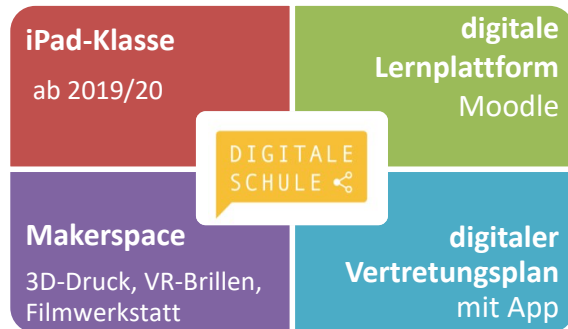 iPad-Klasse
ab 2019/20
digitale
Lernplattform
Moodle
DIGITALE
SCHULE
Makerspace
3D-Druck, VR-Brillen,
Filmwerkstatt
digitaler
Vertretungsplan
mit App